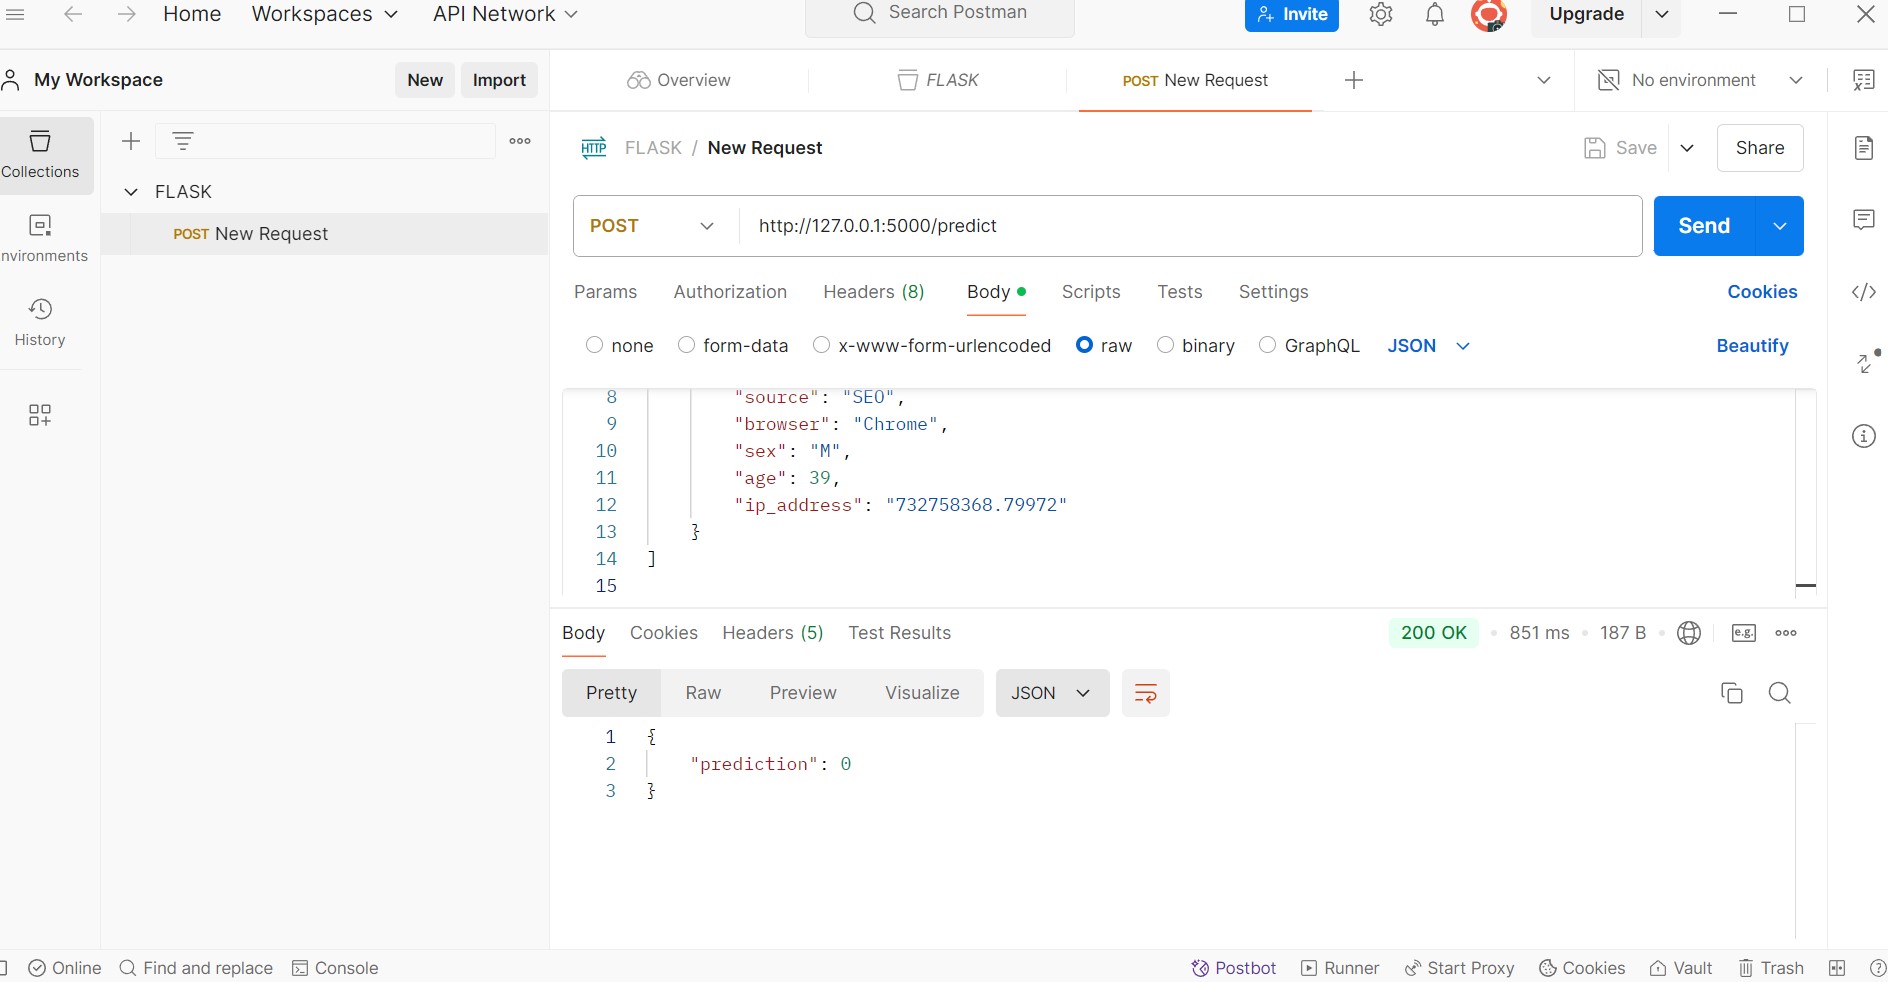 Home Workspaces API Network Search Postman Invite Upgrade
My Workspace New Import Overview FLASK POST New Request No environment
Collections
FLASK
POST New Request
nvironments
History
HTTP FLASK / New Request Save Share
POST http://127.0.0.1:5000/predict Send
Params Authorization Headers (8) Body Scripts Tests Settings Cookies
none form-data x-www-form-urlencoded raw binary GraphQL JSON Beautify
8 "source": "SEO",
9 "browser": "Chrome",
10 "sex": "M",
11 "age": 39,
12 "ip_address": "732758368.79972"
13 }
14 ]
15
Body Cookies Headers (5) Test Results 200 OK • 851 ms • 187 B • e.g.
Pretty Raw Preview Visualize JSON
1 {
2 "prediction": 0
3 }
Online Find and replace Console Postbot Runner Start Proxy Cookies Vault Trash